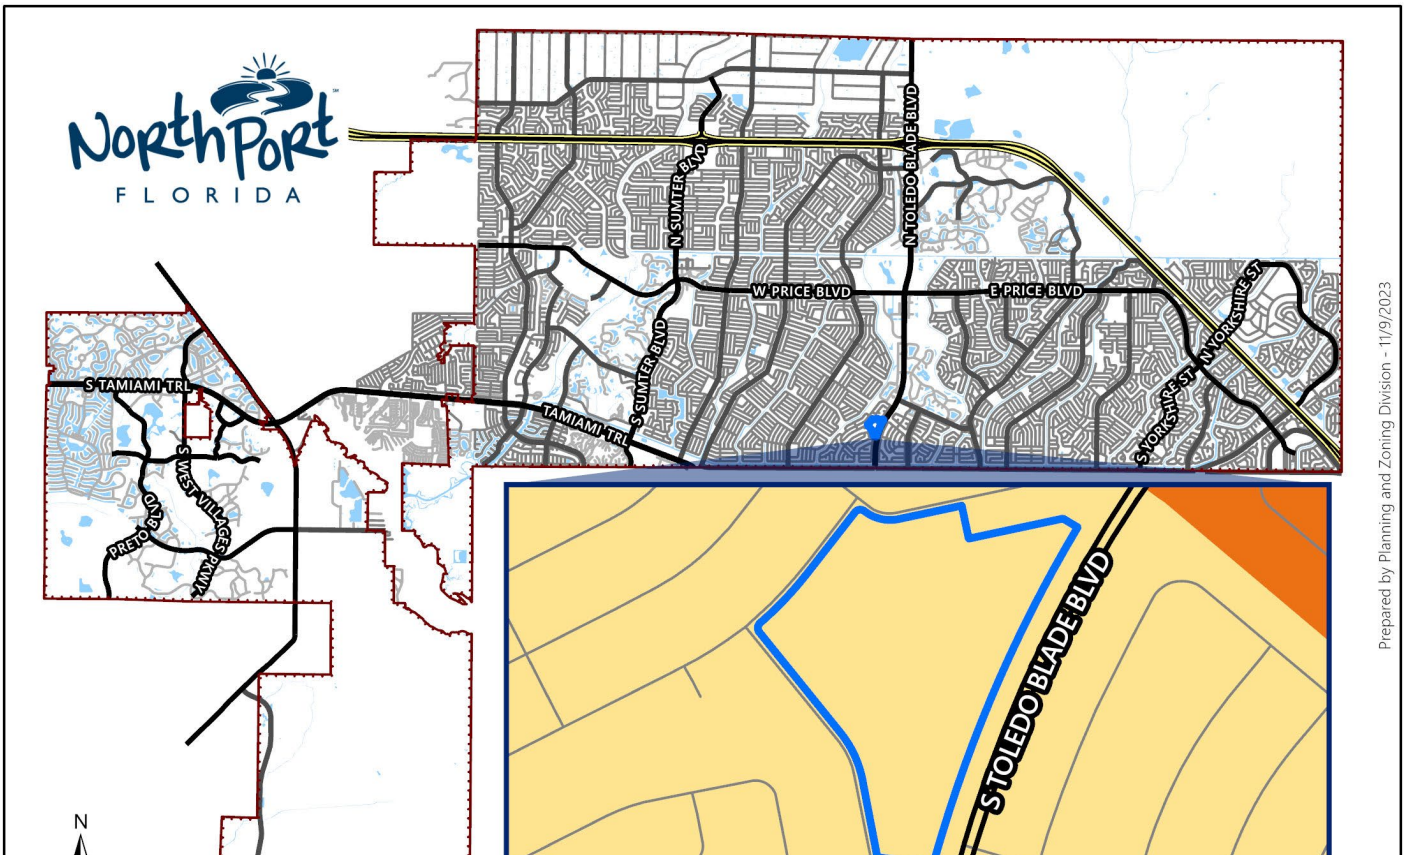 NorthPort
™
FLORIDA
N TOLEDO BLADE BLVD
N SUMTER BLVD
W PRICE BLVD
E PRICE BLVD
N YORKSHIRE ST
S YORKSHIRE ST
S SUMTER BLVD
S TAMIAMI TRL
TAMIAMI TRL
S WEST VILLAGES PKWY
PRETO BLVD
S TOLEDO BLADE BLVD
N
Prepared by Planning and Zoning Division - 11/9/2023